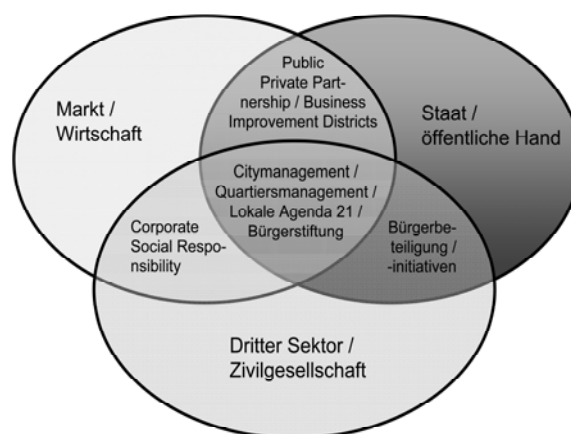 Public
Private Part-
nership / Business
Improvement Districts
Markt /
Wirtschaft
Staat /
öffentliche Hand
Citymanagement /
Quartiersmanagement /
Lokale Agenda 21 /
Bürgerstiftung
Corporate
Social Respo-
nsibility
Bürgerbe-
teiligung /
-initiativen
Dritter Sektor /
Zivilgesellschaft